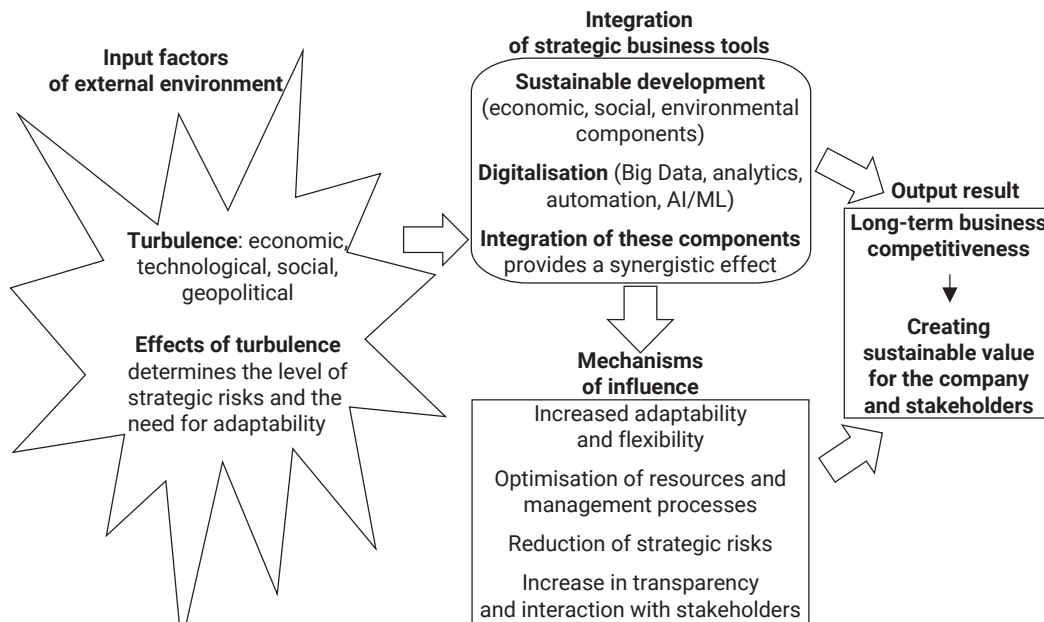 Input factors
of external environment
Turbulence: economic,
technological, social,
geopolitical
Effects of turbulence
determines the level of
strategic risks and the
need for adaptability
Integration
of strategic business tools
Sustainable development
(economic, social, environmental
components)
Digitalisation (Big Data, analytics,
automation, AI/ML)
Integration of these components
provides a synergistic effect
Mechanisms
of influence
Increased adaptability
and flexibility
Optimisation of resources and
management processes
Reduction of strategic risks
Increase in transparency
and interaction with stakeholders
Output result
Long-term business
competitiveness
Creating
sustainable value
for the company
and stakeholders